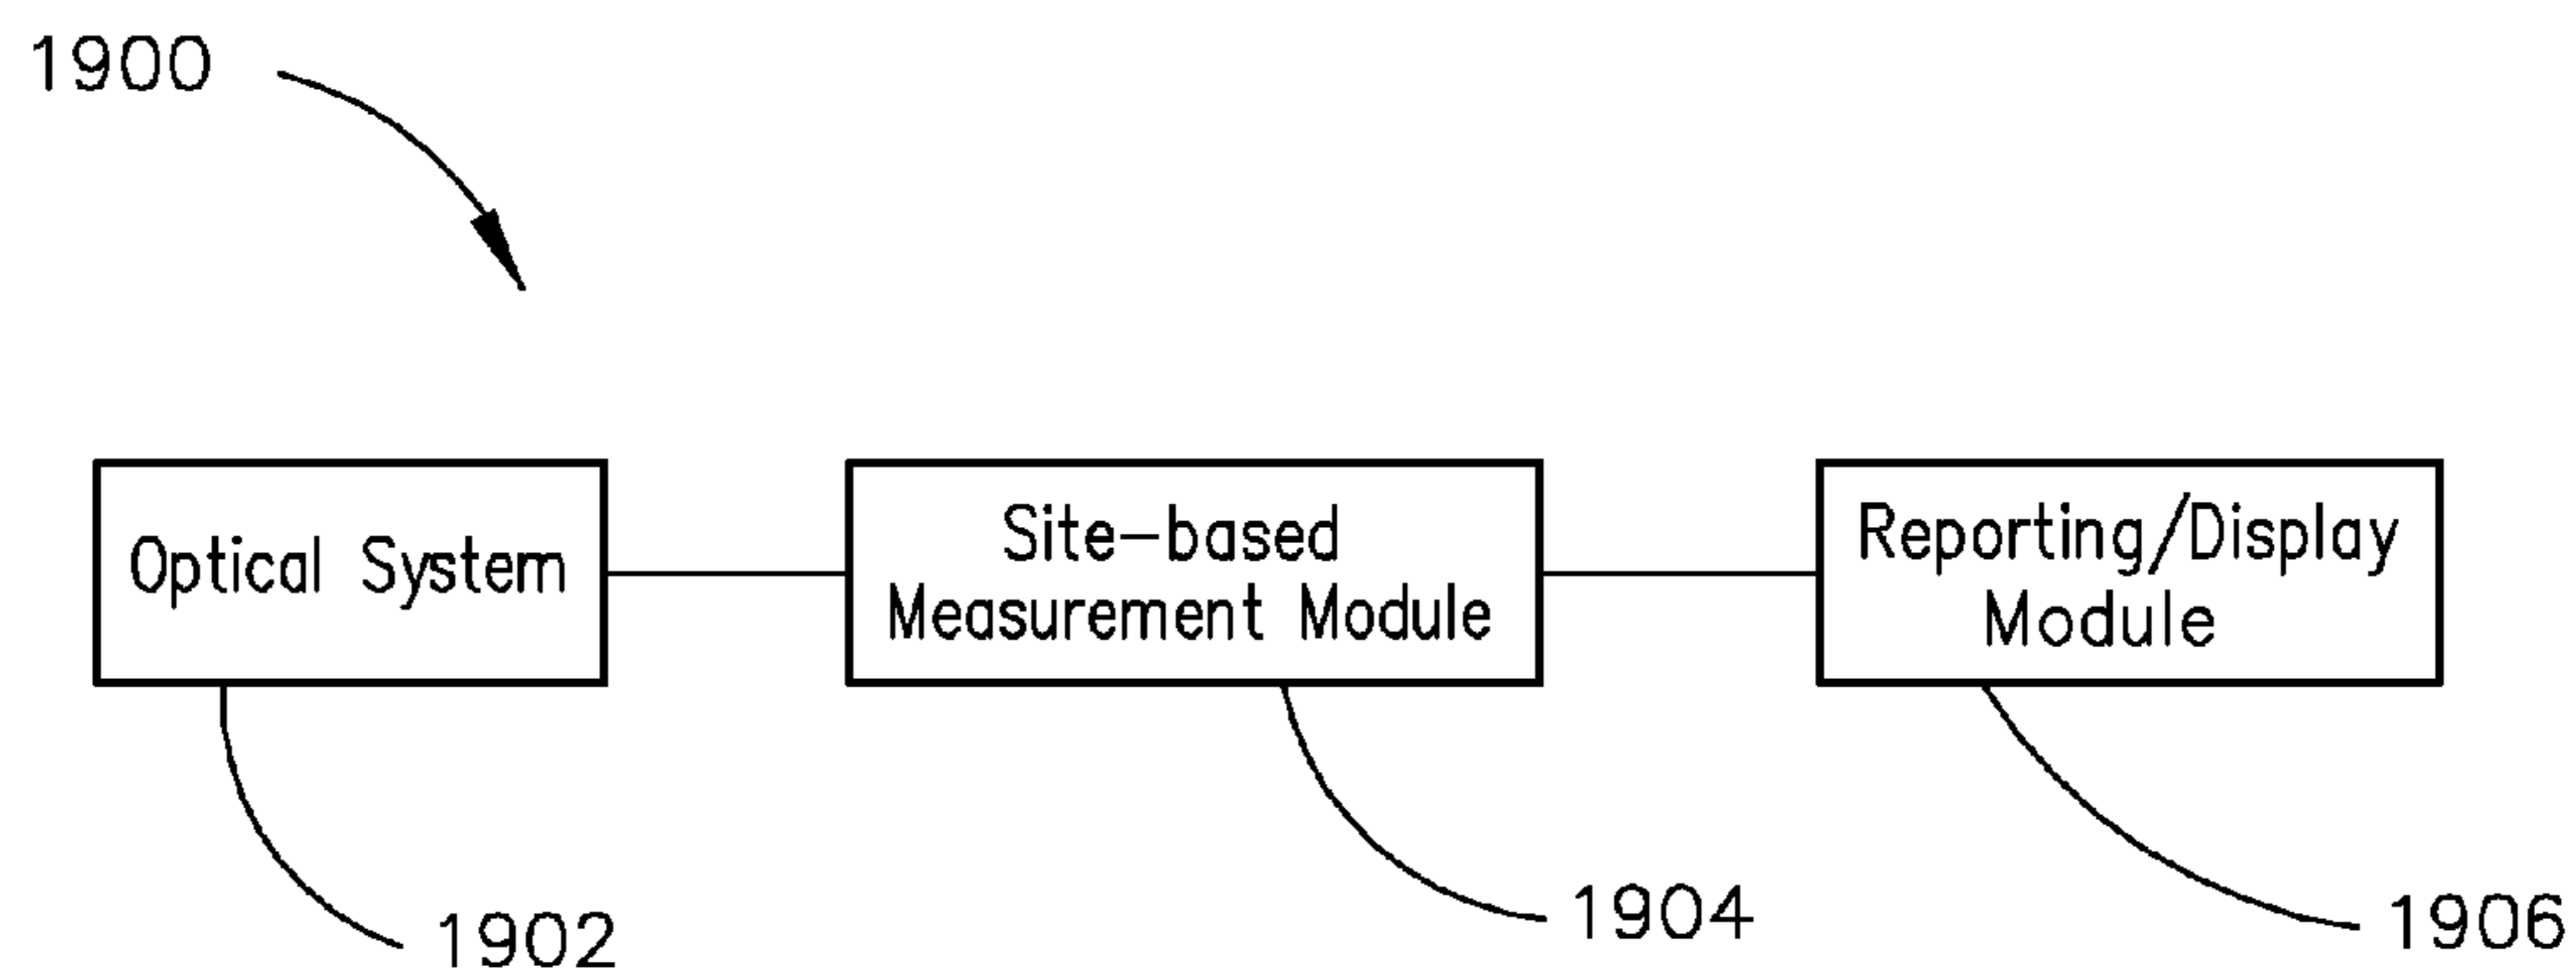 1900
Optical System
Site-based
Measurement Module
Reporting/Display
Module
1902
1904
1906